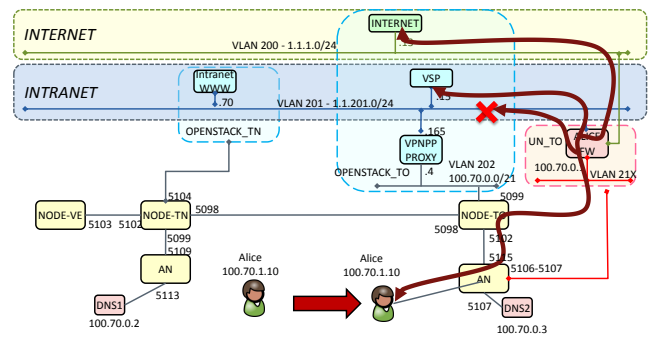 INTERNET
INTERNET
VLAN 200 - 1.1.1.0/24
INTRANET
Intranet
WWW
.70
VSP
.13
VLAN 201 - 1.1.201.0/24
OPENSTACK_TN
.165
VPNPP
PROXY
.4
VLAN 202
100.70.0.0/21
OPENSTACK_TO
UN_TO
FW
100.70.0.
VLAN 21X
5104
5099
NODE-VE
NODE-TN
5098
5103
5102
5099
5109
5098
5102
5115
AN
5113
AN
5106-5107
5107
Alice
100.70.1.10
Alice
100.70.1.10
DNS1
100.70.0.2
DNS2
100.70.0.3